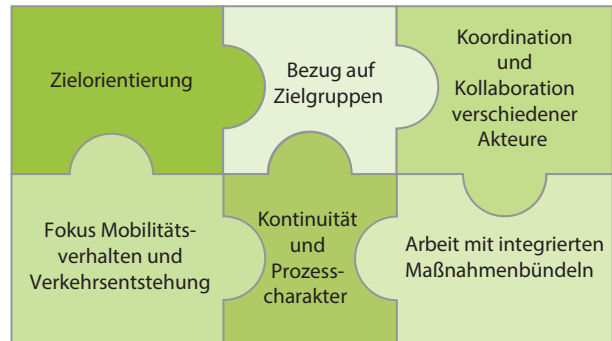 Zielorientierung
Bezug auf
Zielgruppen
Koordination
und
Kollaboration
verschiedener
Akteure
Fokus Mobilitäts-
verhalten und
Verkehrsentstehung
Kontinuität
und
Prozess-
charakter
Arbeit mit integrierten
Maßnahmenbündeln